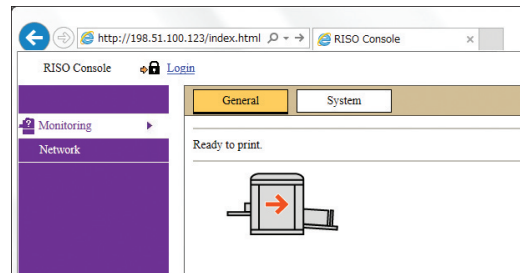 http://198.51.100.123/index.html RISO Console
RISO Console Login
General System
Monitoring
Network
Ready to print.